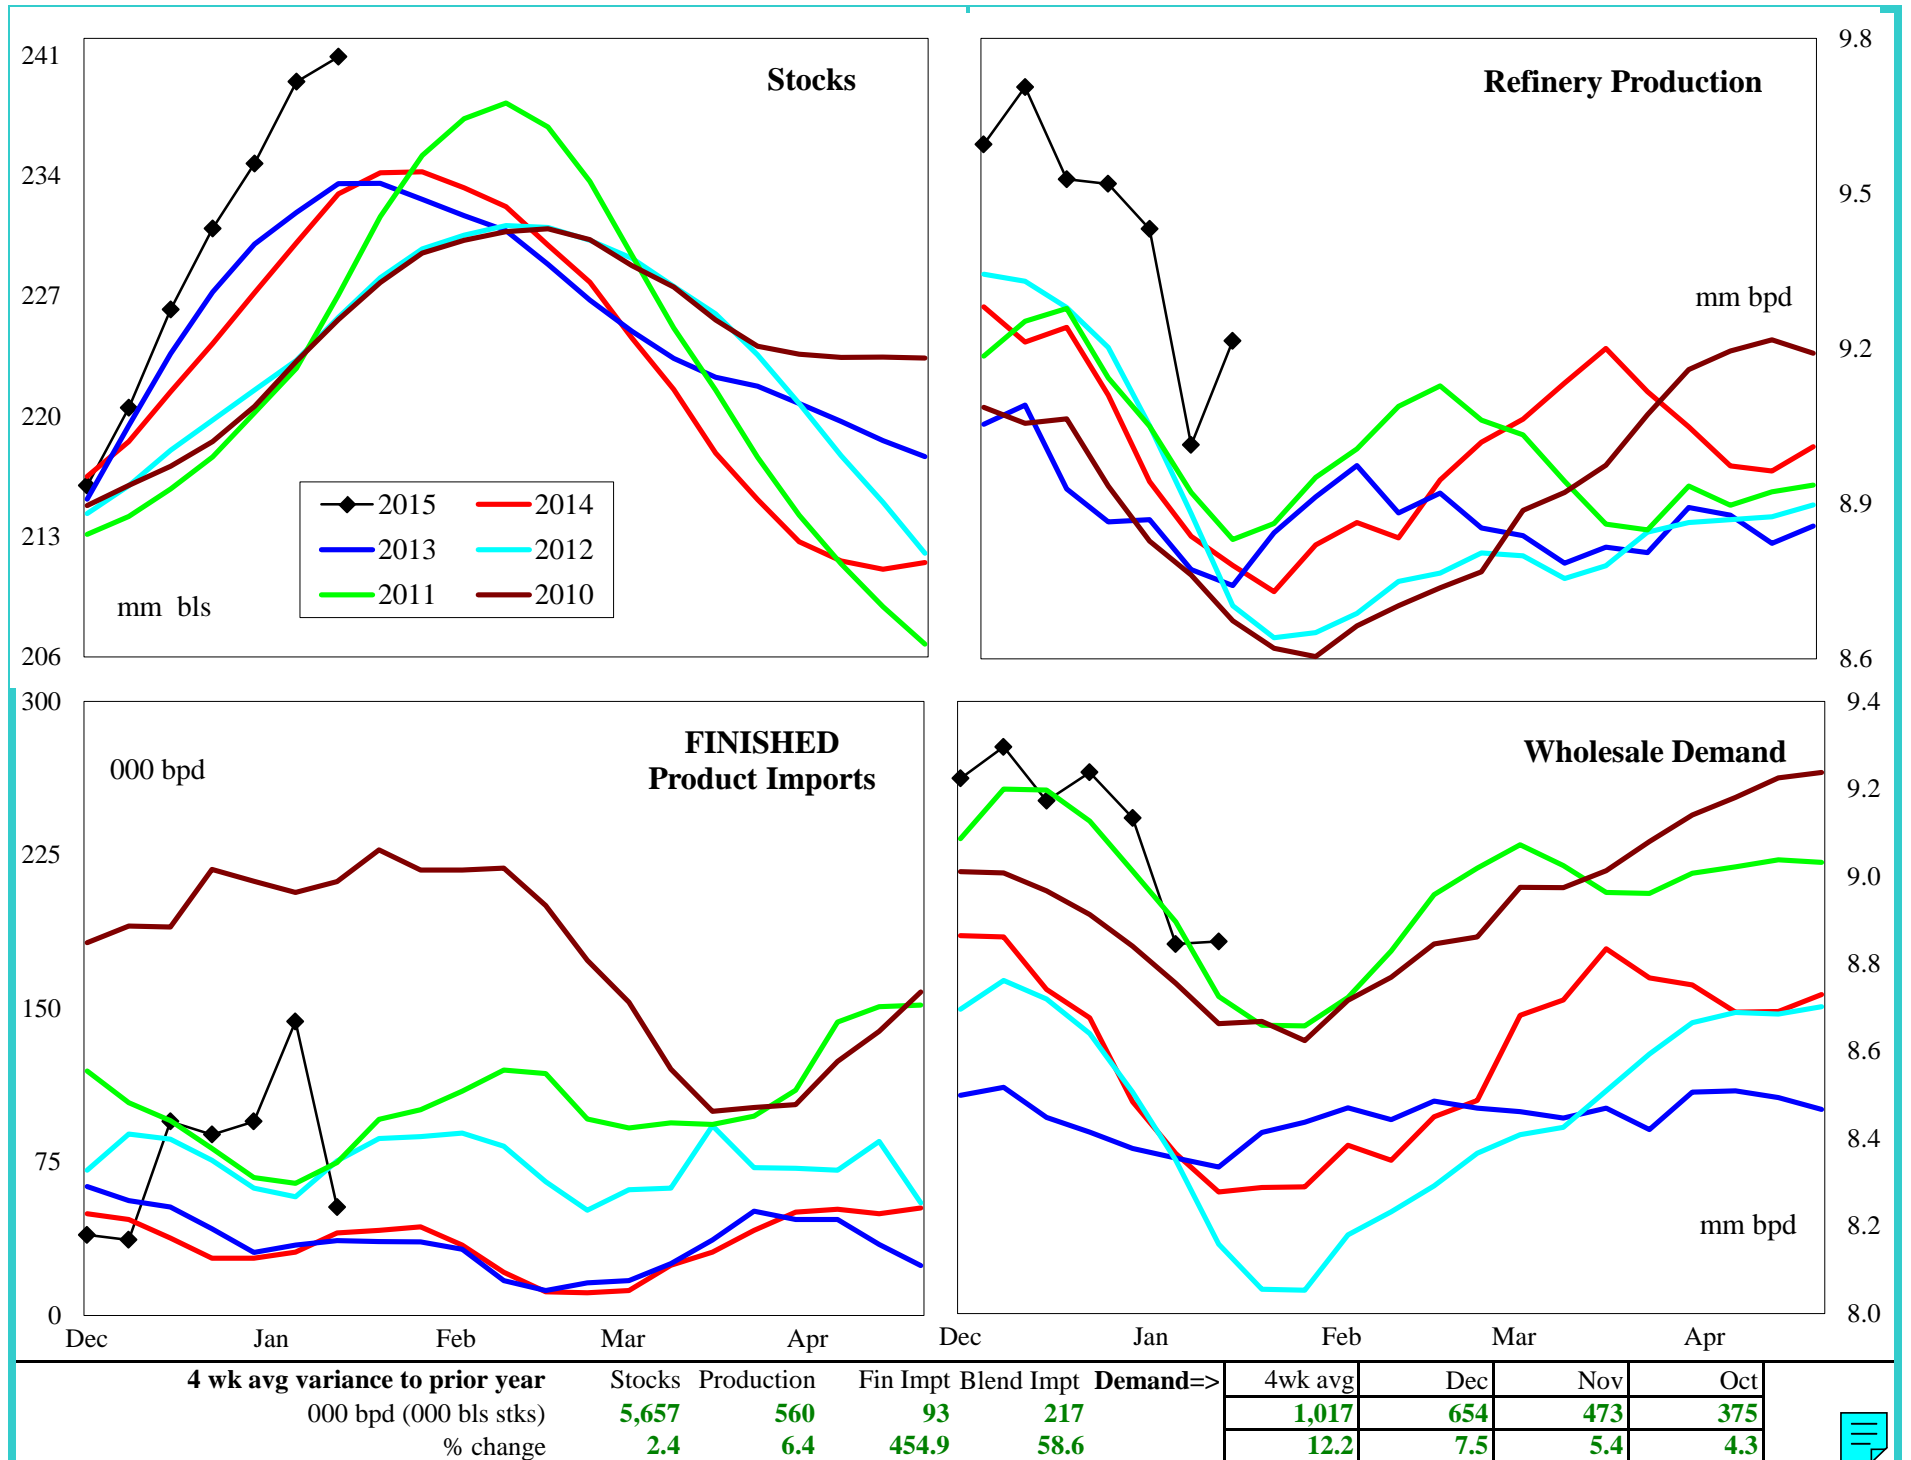 Stocks
241
234
227
220
213
206
mm bls
2015 2014
2013 2012
2011 2010
Refinery Production
mm bpd
9.8
9.5
9.2
8.9
8.6
FINISHED
Product Imports
000 bpd
300
225
150
75
0
Dec Jan Feb Mar Apr
Wholesale Demand
mm bpd
9.4
9.2
9.0
8.8
8.6
8.4
8.2
8.0
Dec Jan Feb Mar Apr
4 wk avg variance to prior year Stocks Production Fin Impt Blend Impt Demand=> 4wk avg Dec Nov Oct
000 bpd (000 bls stks) 5,657 560 93 217 1,017 654 473 375
% change 2.4 6.4 454.9 58.6 12.2 7.5 5.4 4.3